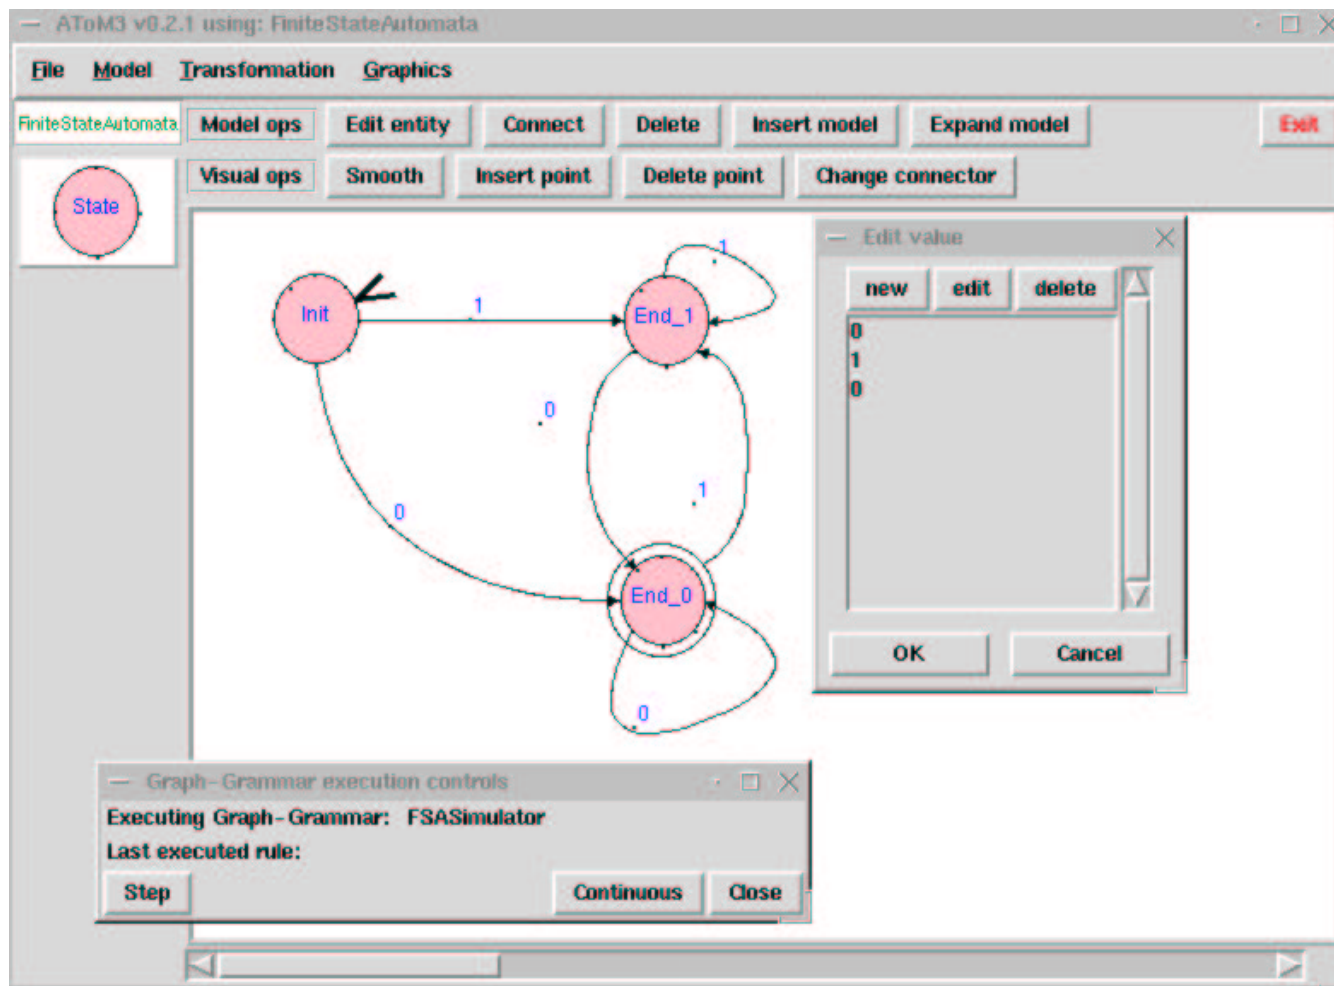 AToM3 v0.2.1 using: FiniteStateAutomata
File Model Transformation Graphics
FiniteStateAutomata Model ops Edit entity Connect Delete Insert model Expand model Exit
Visual ops Smooth Insert point Delete point Change connector
State
Edit value
new edit delete
0
1
0
OK Cancel
1
Init
1
End_1
0
1
0
End_0
0
Graph-Grammar execution controls
Executing Graph-Grammar: FSASimulator
Last executed rule:
Step Continuous Close